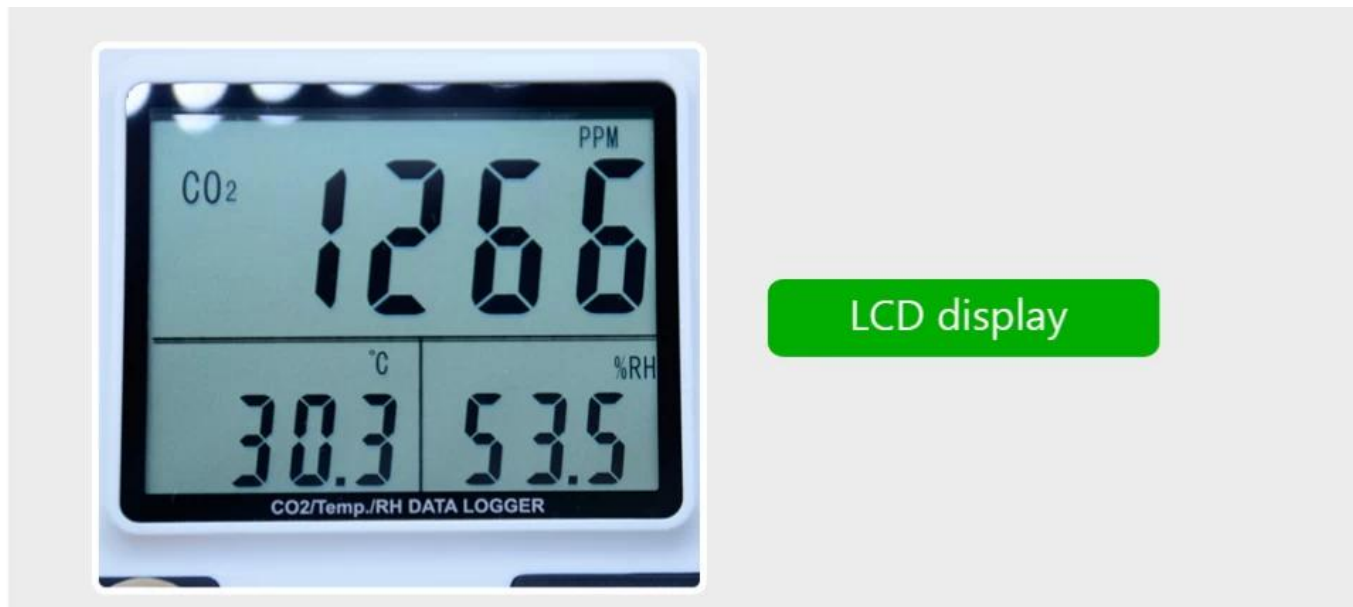 PPM
CO2 1266
°C %RH
30.3 53.5
CO2/Temp./RH DATA LOGGER
LCD display